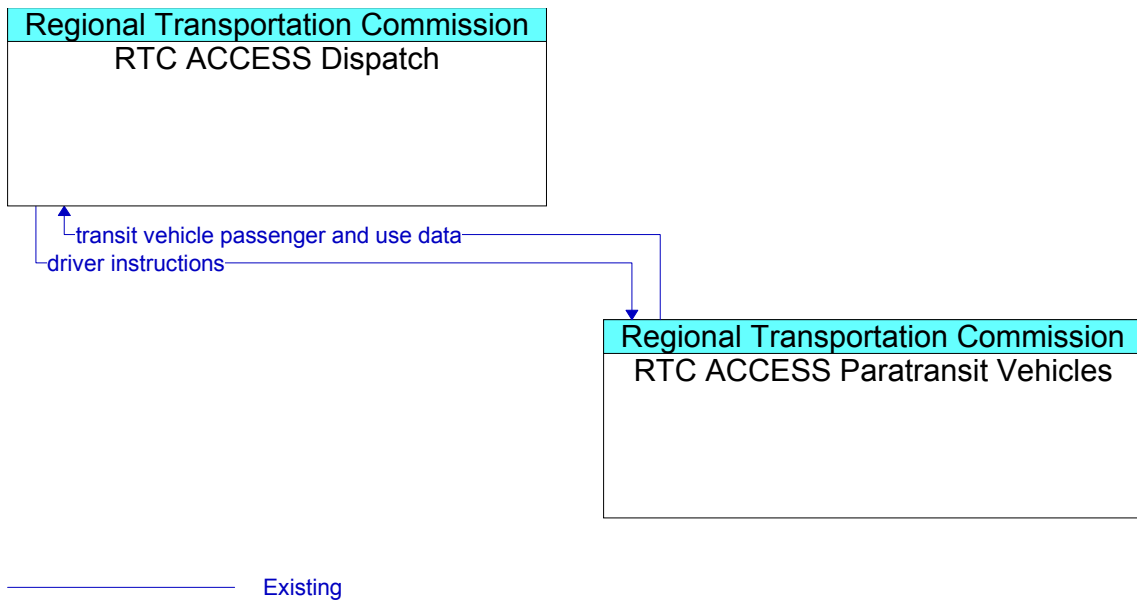 Regional Transportation Commission
RTC ACCESS Dispatch
transit vehicle passenger and use data
driver instructions
Regional Transportation Commission
RTC ACCESS Paratransit Vehicles
Existing